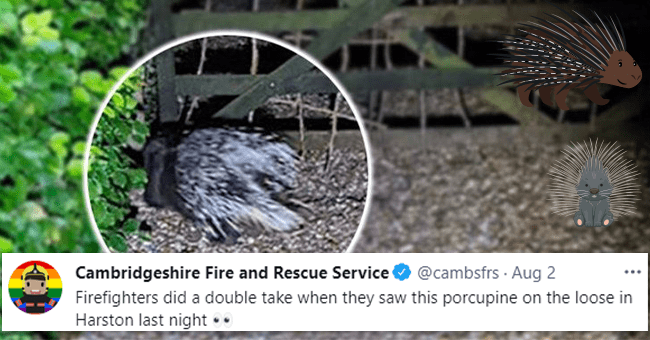 Cambridgeshire Fire and Rescue Service @cambsfrs · Aug 2 ...
Firefighters did a double take when they saw this porcupine on the loose in
Harston last night 👀